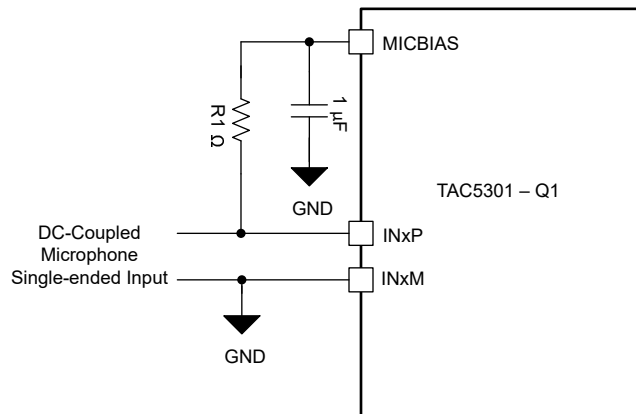 MICBIAS
R1 Ω
1 µF
GND
TAC5301 – Q1
DC-Coupled
Microphone
Single-ended Input
INxP
INxM
GND